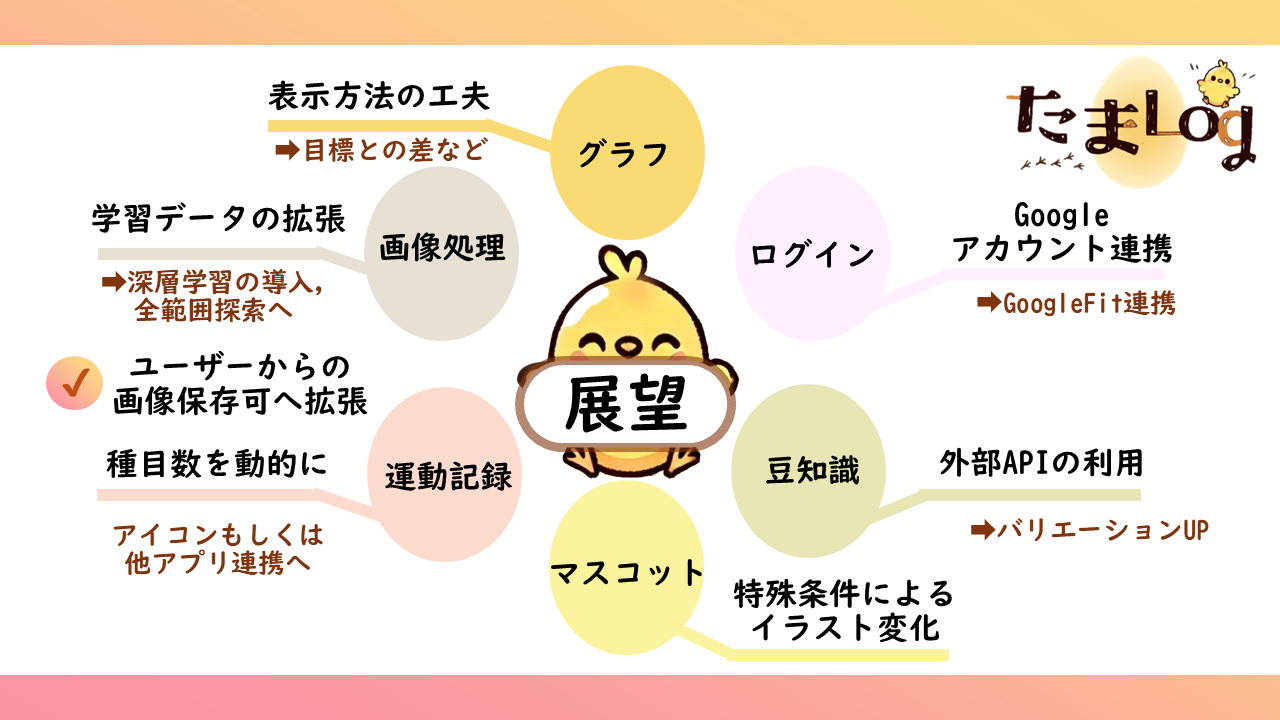 たまLog
展望
グラフ
表示方法の工夫
➡目標との差など
画像処理
学習データの拡張
➡深層学習の導入,
全範囲探索へ
✓
ユーザーからの
画像保存可へ拡張
運動記録
種目数を動的に
アイコンもしくは
他アプリ連携へ
マスコット
特殊条件による
イラスト変化
豆知識
外部APIの利用
➡バリエーションUP
ログイン
Google
アカウント連携
➡GoogleFit連携